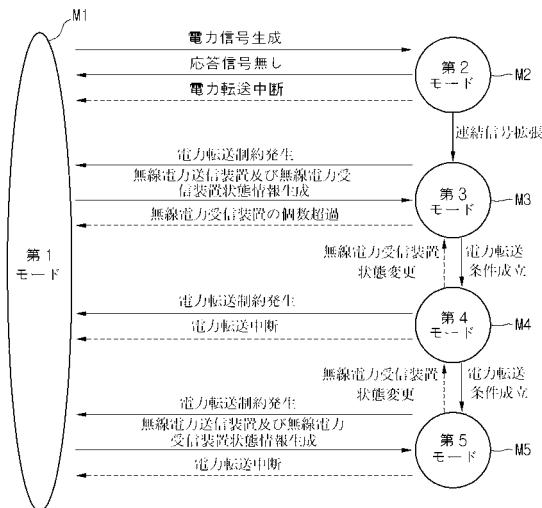 M1
電力信号生成
応答信号無し
電力転送中断
第2
モード
M2
連結信号拡張
電力転送制約発生
無線電力送信装置及び無線電力受
信装置状態情報生成
無線電力受信装置の個数超過
第3
モード
M3
第1
モード
無線電力受信装置
状態変更
電力転送
条件成立
電力転送制約発生
電力転送中断
第4
モード
M4
無線電力受信装置
状態変更
電力転送
条件成立
電力転送制約発生
無線電力送信装置及び無線電力
受信装置状態情報生成
電力転送中断
第5
モード
M5